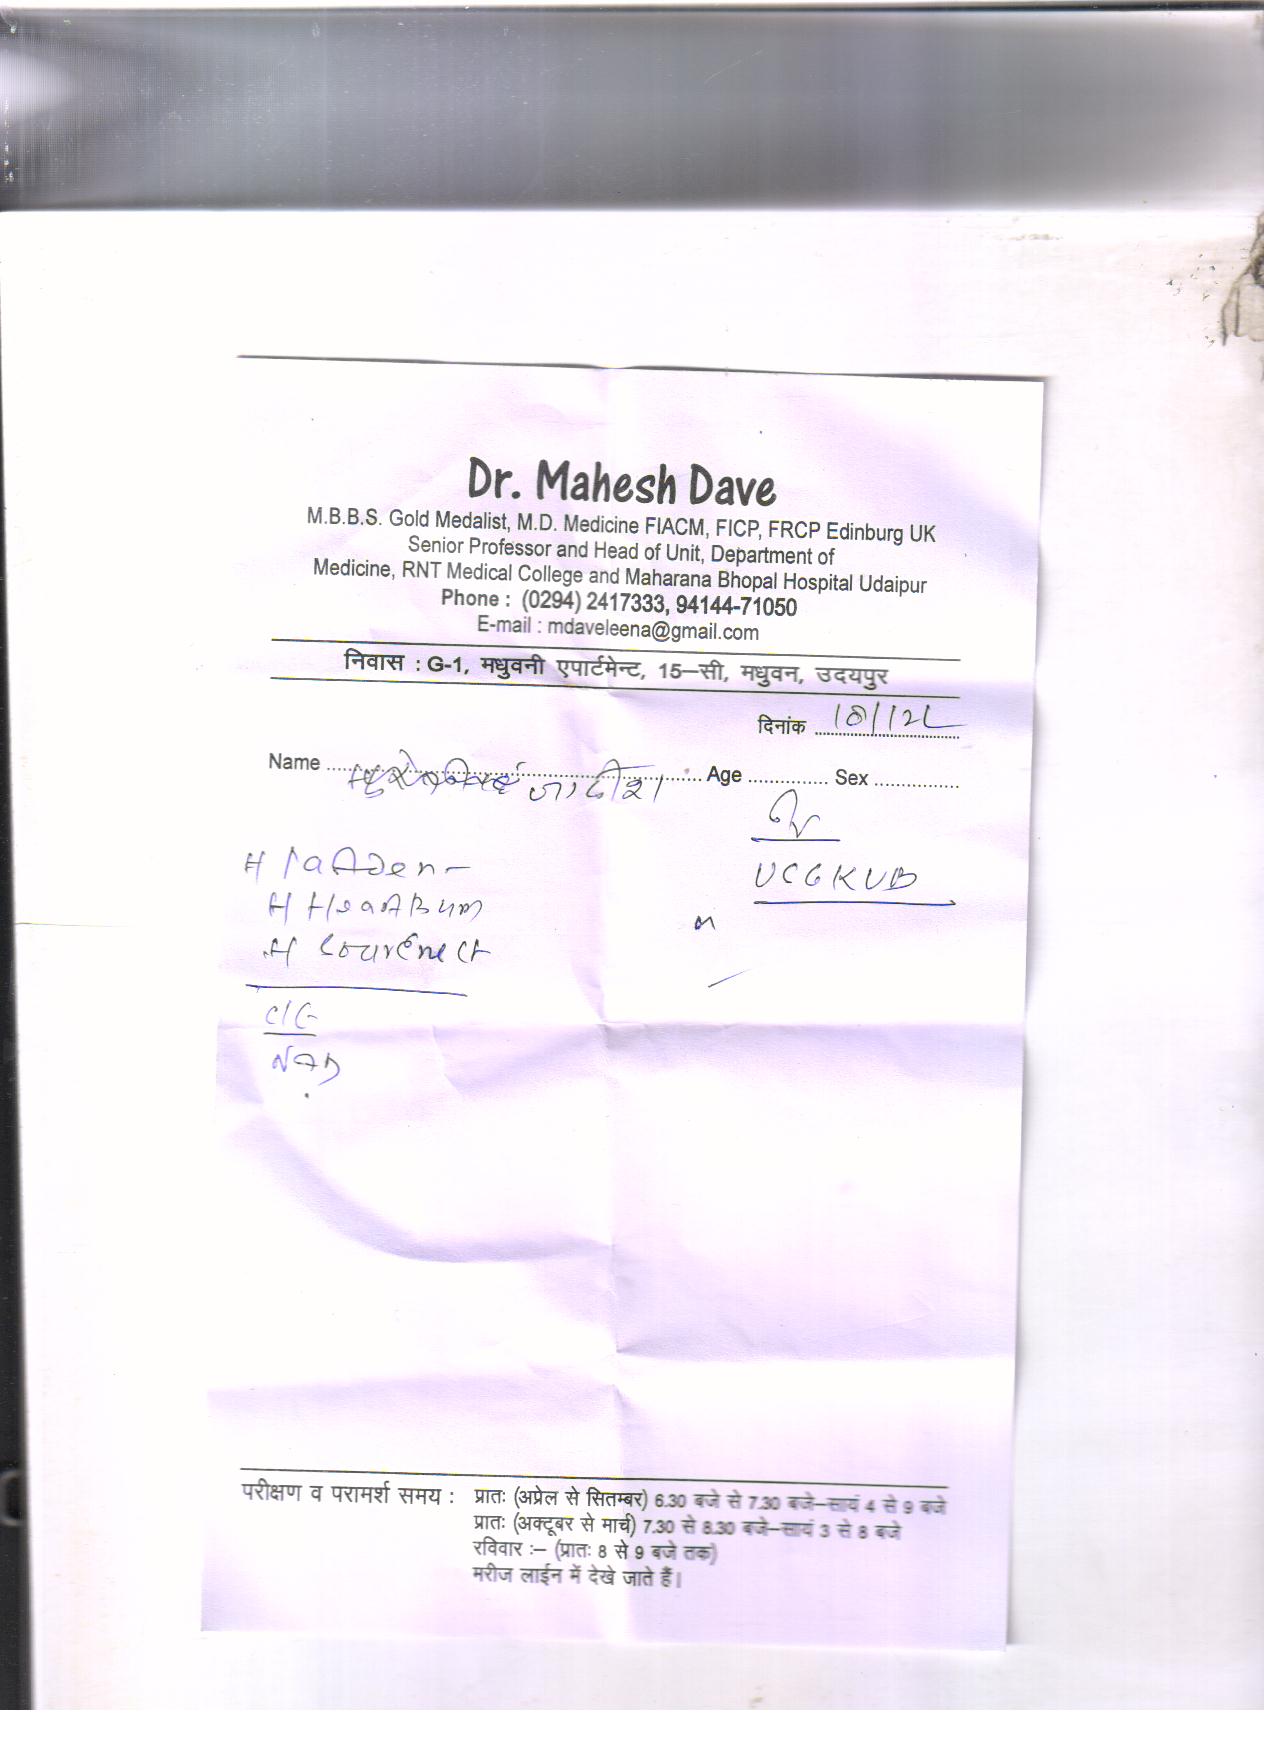 Dr. Mahesh Dave
M.B.B.S. Gold Medalist, M.D. Medicine FIACM, FICP, FRCP Edinburg UK
Senior Professor and Head of Unit, Department of
Medicine, RNT Medical College and Maharana Bhopal Hospital Udaipur
Phone : (0294) 2417333, 94144-71050
E-mail : mdaveleena@gmail.com
निवास : G-1, मधुवनी एपार्टमेन्ट, 15–सी, मधुवन, उदयपुर
दिनांक
Name Age Sex
C/G
NAD
परीक्षण व परामर्श समय : प्रातः (अप्रेल से सितम्बर) 6.30 बजे से 7.30 बजे–सायं 4 से 9 बजे
प्रातः (अक्टूबर से मार्च) 7.30 से 8.30 बजे–सायं 3 से 8 बजे
रविवार :– (प्रातः 8 से 9 बजे तक)
मरीज लाईन में देखे जाते हैं।